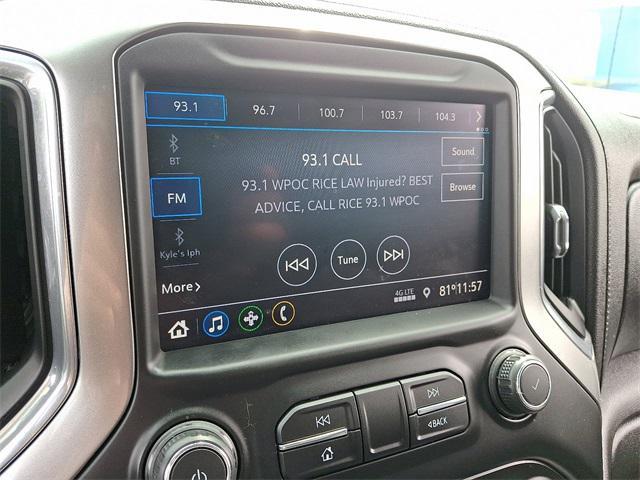 93.1 96.7 100.7 103.7 104.3
BT
93.1 CALL
Sound
FM
93.1 WPOC RICE LAW Injured? BEST
ADVICE, CALL RICE 93.1 WPOC
Browse
Kyle's Iph
Tune
More
4G LTE
81° 11:57
BACK